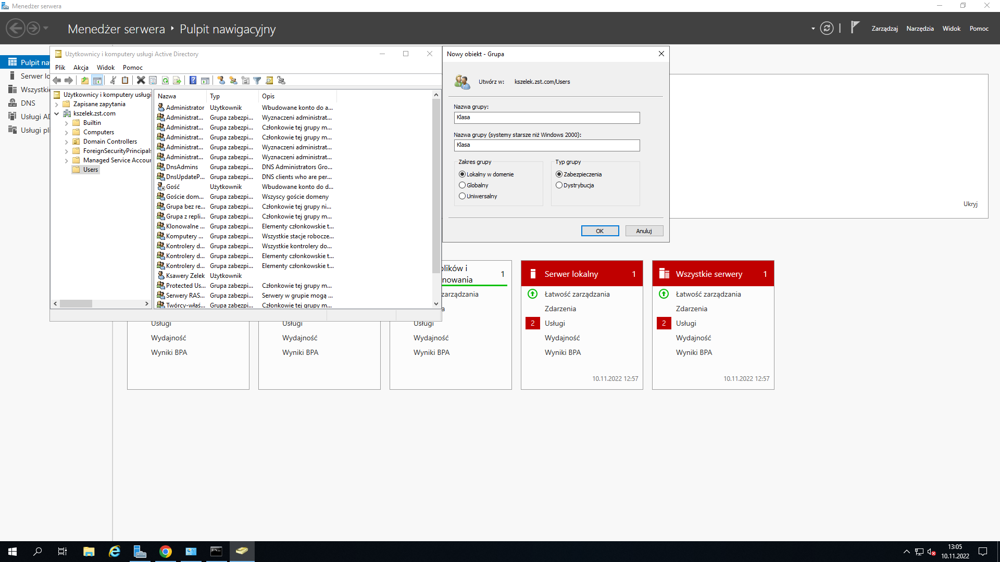 Menedżer serwera
Menedżer serwera ‣ Pulpit nawigacyjny
Zarządzaj Narzędzia Widok Pomoc
Pulpit na
Serwer lo
Wszystkie
DNS
Usługi AD
Usługi pli
Użytkownicy i komputery usługi Active Directory
Plik Akcja Widok Pomoc
Użytkownicy i komputery usługi
Zapisane zapytania
kszelek.zst.com
Builtin
Computers
Domain Controllers
ForeignSecurityPrincipals
Managed Service Accour
Users
Nazwa Typ Opis
Administrator Użytkownik Wbudowane konto do a...
Administrat... Grupa zabezpi... Wyznaczeni administrat...
Administrat... Grupa zabezpi... Członkowie tej grupy m...
Administrat... Grupa zabezpi... Członkowie tej grupy m...
Administrat... Grupa zabezpi... Wyznaczeni administrat...
Administrat... Grupa zabezpi... Wyznaczeni administrat...
DnsAdmins Grupa zabezpi... DNS Administrators Gro...
DnsUpdateP... Grupa zabezpi... DNS clients who are per...
Gość Użytkownik Wbudowane konto do d...
Goście dom... Grupa zabezpi... Wszyscy goście domeny
Grupa bez re... Grupa zabezpi... Członkowie tej grupy ni...
Grupa z repli... Grupa zabezpi... Członkowie tej grupy m...
Klonowalne ... Grupa zabezpi... Elementy członkowskie t...
Komputery ... Grupa zabezpi... Wszystkie stacje robocze...
Kontrolery d... Grupa zabezpi... Wszystkie kontrolery do...
Kontrolery d... Grupa zabezpi... Elementy członkowskie t...
Kontrolery d... Grupa zabezpi... Elementy członkowskie t...
Ksawery Zelek Użytkownik
Protected Us... Grupa zabezpi... Członkowie tej grupy m...
Serwery RAS... Grupa zabezpi... Serwery w grupie mogą ...
Twórcy-właś... Grupa zabezpi... Członkowie tej grupy m...
Nowy obiekt - Grupa
Utwórz w: kszelek.zst.com/Users
Nazwa grupy:
Klasa
Nazwa grupy (systemy starsze niż Windows 2000):
Klasa
Zakres grupy
Lokalny w domenie
Globalny
Uniwersalny
Typ grupy
Zabezpieczenia
Dystrybucja
OK Anuluj
Ukryj
Usługi
Wydajność
Wyniki BPA
Usługi
Wydajność
Wyniki BPA
plików i 1
nowania
zarządzania
a
Usługi
Wydajność
Wyniki BPA
Serwer lokalny 1
Łatwość zarządzania
Zdarzenia
2 Usługi
Wydajność
Wyniki BPA
10.11.2022 12:57
Wszystkie serwery 1
Łatwość zarządzania
Zdarzenia
2 Usługi
Wydajność
Wyniki BPA
10.11.2022 12:57
13:05
10.11.2022